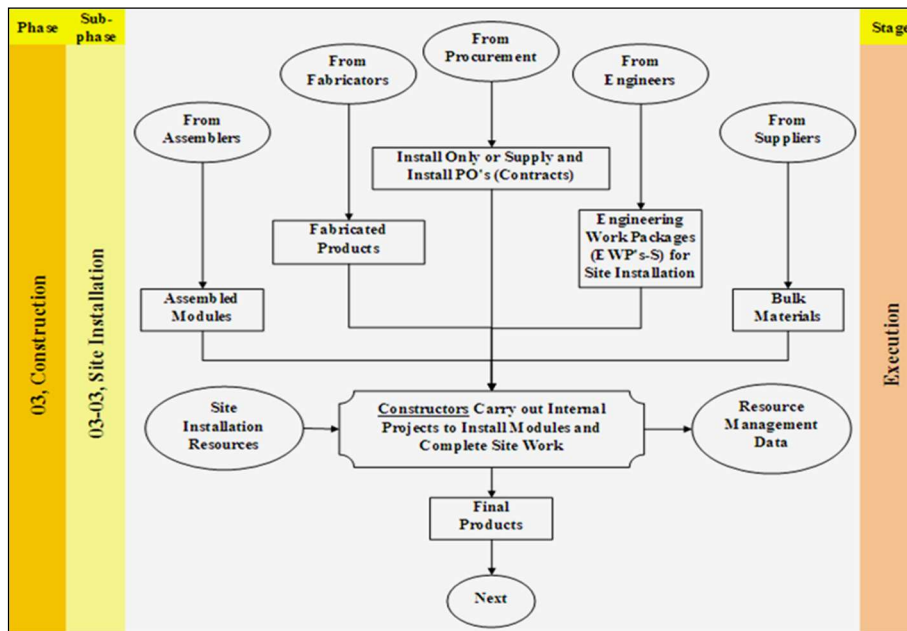 Phase
Sub-
phase
Stage
From
Procurement
From
Fabricators
From
Engineers
From
Assemblers
From
Suppliers
Install Only or Supply and
Install PO's (Contracts)
Fabricated
Products
Engineering
Work Packages
(EWP's-S) for
Site Installation
Assembled
Modules
Bulk
Materials
03, Construction
03-03, Site Installation
Execution
Site
Installation
Resources
Constructors Carry out Internal
Projects to Install Modules and
Complete Site Work
Resource
Management
Data
Final
Products
Next